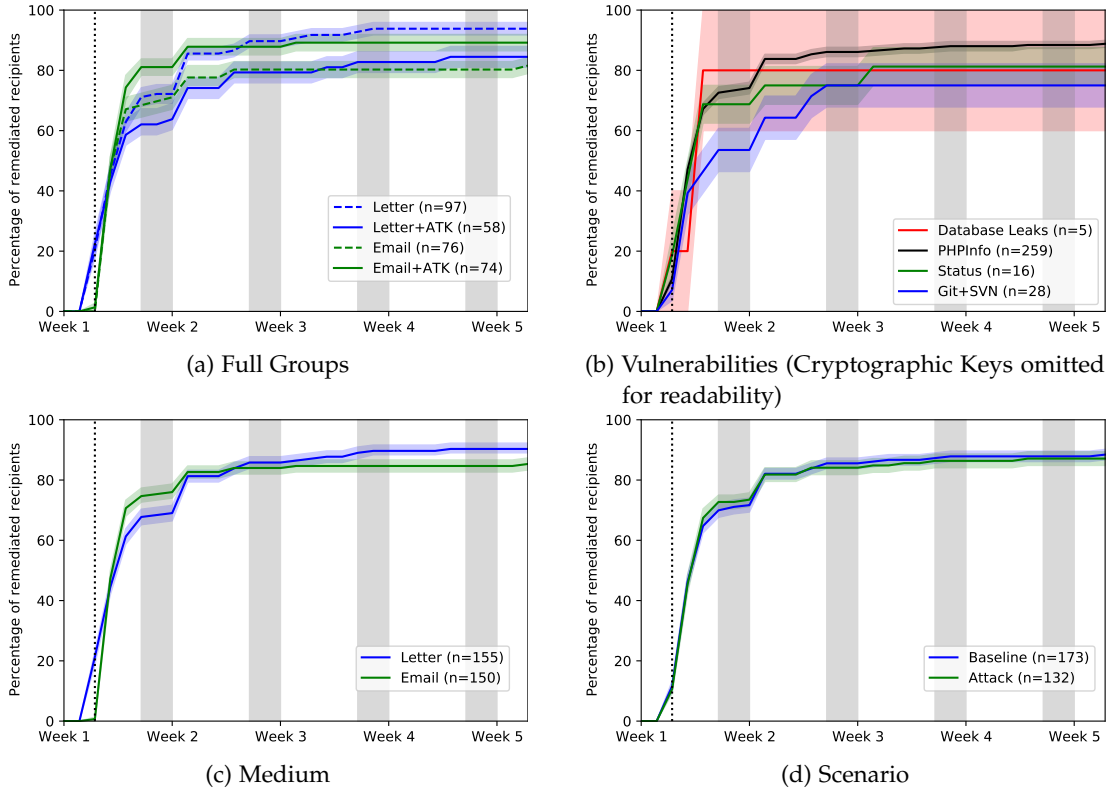 100
80
60
40
20
0
Percentage of remediated recipients
Week 1 Week 2 Week 3 Week 4 Week 5
Letter (n=97)
Letter+ATK (n=58)
Email (n=76)
Email+ATK (n=74)
(a) Full Groups
100
80
60
40
20
0
Percentage of remediated recipients
Week 1 Week 2 Week 3 Week 4 Week 5
Database Leaks (n=5)
PHPInfo (n=259)
Status (n=16)
Git+SVN (n=28)
(b) Vulnerabilities (Cryptographic Keys omitted
for readability)
100
80
60
40
20
0
Percentage of remediated recipients
Week 1 Week 2 Week 3 Week 4 Week 5
Letter (n=155)
Email (n=150)
(c) Medium
100
80
60
40
20
0
Percentage of remediated recipients
Week 1 Week 2 Week 3 Week 4 Week 5
Baseline (n=173)
Attack (n=132)
(d) Scenario